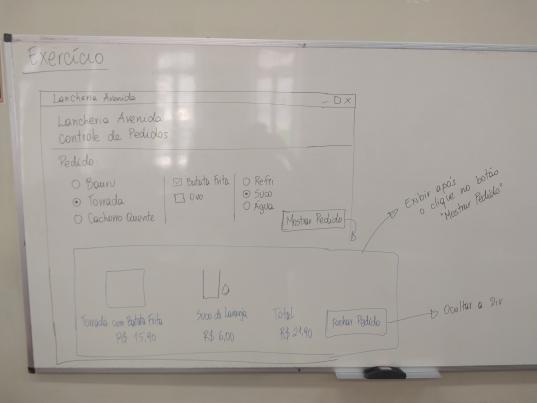 Exercício
Lancheria Avenida - O X
Lancheria Avenida
Controle de Pedidos
Pedido
Bauru
Torrada
Cachorro Quente
Batata Frita
Ovo
Refri
Suco
Água
Mostrar Pedido
Exibir após
o clique no botão
"Mostrar Pedido"
Torrada com Batata Frita
R$ 15,90
Suco de Laranja
R$ 6,00
Total
R$ 21,90
Fechar Pedido
Ocultar a div